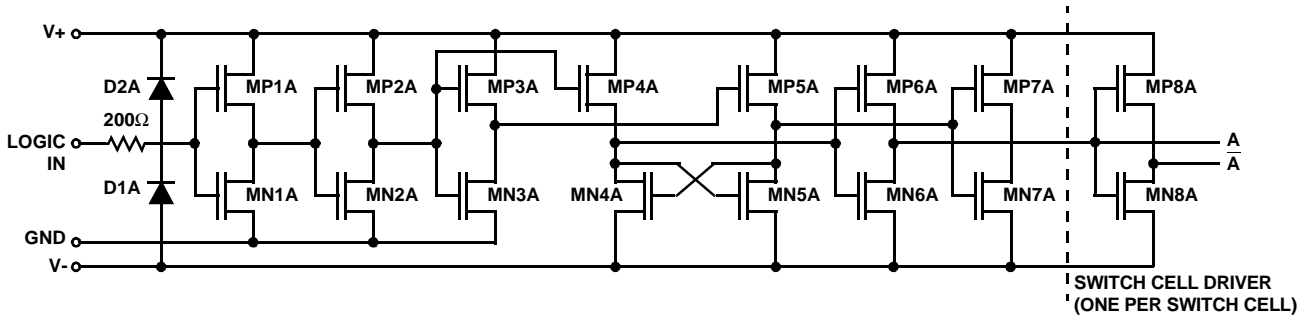 V+
D2A
MP1A
MP2A
MP3A
MP4A
MP5A
MP6A
MP7A
MP8A
200Ω
LOGIC
IN
A
A̅
D1A
MN1A
MN2A
MN3A
MN4A
MN5A
MN6A
MN7A
MN8A
GND
V-
SWITCH CELL DRIVER
(ONE PER SWITCH CELL)